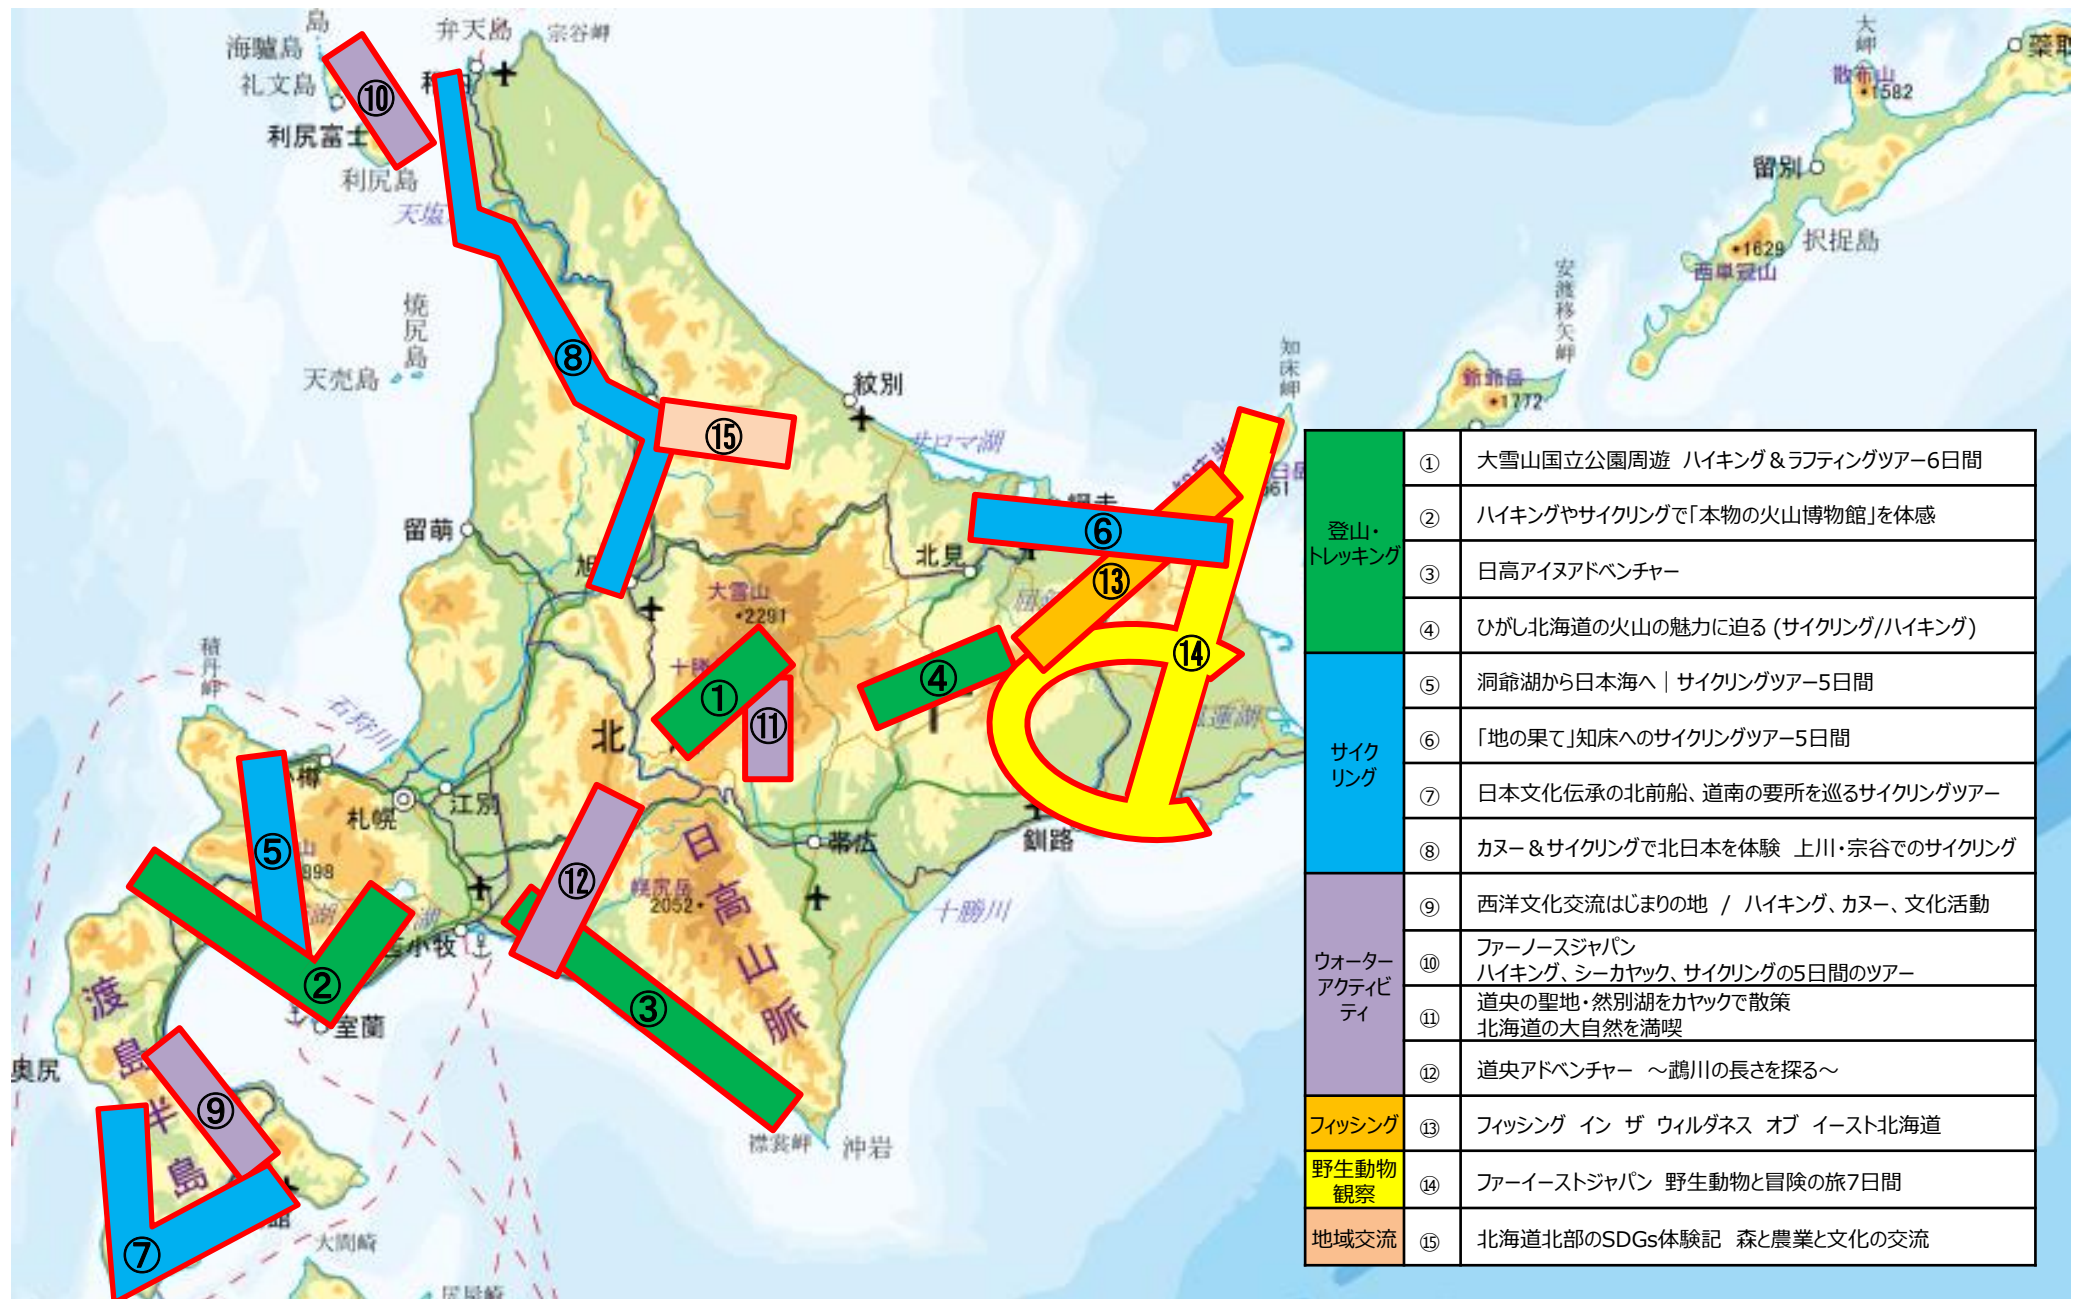 島
海驢島
礼文島
⑩
利尻富士
利尻島
弁天島
宗谷岬
天塩
焼尻島
天売島
⑧
紋別
⑮
サロマ湖
留萌
北見
大雪山
•2291
知床岬
⑥
⑬
⑭
④
①
⑪
北
積丹岬
石狩川
札幌
江別
⑤
②
室蘭
⑫
幌尻岳
2052•
日高山脈
③
帯広
釧路
十勝川
襟裳岬
沖岩
渡島半島
奥尻
⑨
⑦
大間崎
大岬
散布山
•1582
留別
•1629
択捉島
西単冠山
安渡移矢岬
爺爺岳
•1772
登山・
トレッキング
① 大雪山国立公園周遊 ハイキング＆ラフティングツアー6日間
② ハイキングやサイクリングで「本物の火山博物館」を体感
③ 日高アイヌアドベンチャー
④ ひがし北海道の火山の魅力に迫る (サイクリング/ハイキング)
サイク
リング
⑤ 洞爺湖から日本海へ｜サイクリングツアー5日間
⑥ 「地の果て」知床へのサイクリングツアー5日間
⑦ 日本文化伝承の北前船、道南の要所を巡るサイクリングツアー
⑧ カヌー＆サイクリングで北日本を体験 上川・宗谷でのサイクリング
ウォーター
アクティビ
ティ
⑨ 西洋文化交流はじまりの地 / ハイキング、カヌー、文化活動
⑩ ファーノースジャパン
ハイキング、シーカヤック、サイクリングの5日間のツアー
⑪ 道央の聖地・然別湖をカヤックで散策
北海道の大自然を満喫
⑫ 道央アドベンチャー ～鵡川の長さを探る～
フィッシング ⑬ フィッシング イン ザ ウィルダネス オブ イースト北海道
野生動物
観察
⑭ ファーイーストジャパン 野生動物と冒険の旅7日間
地域交流 ⑮ 北海道北部のSDGs体験記 森と農業と文化の交流